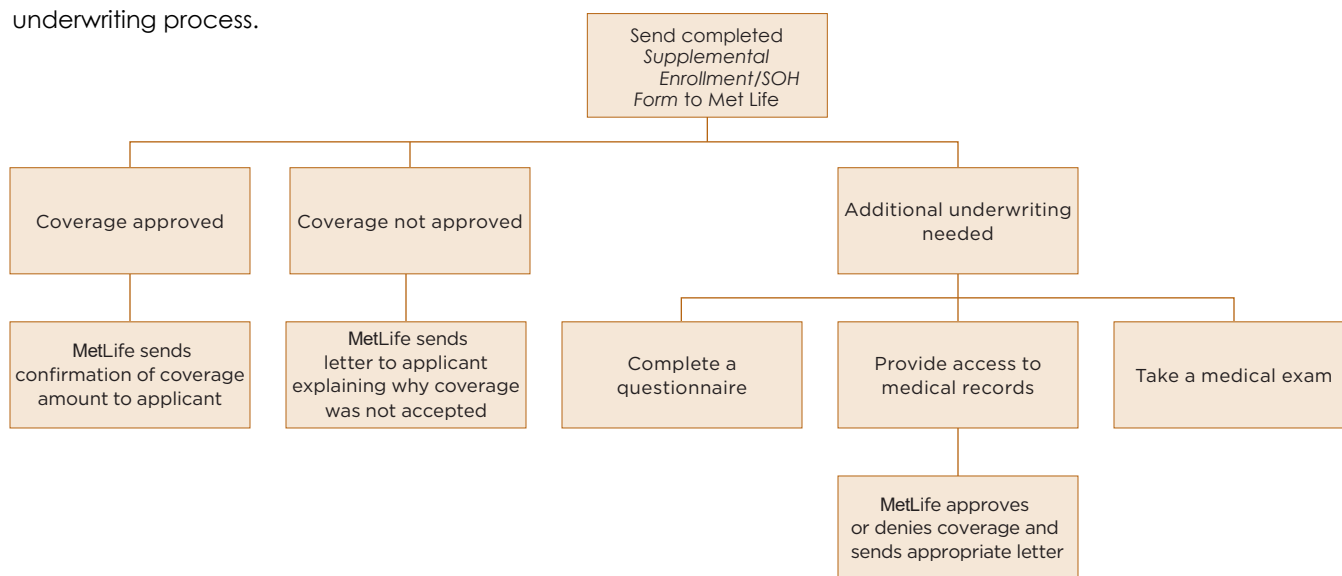 underwriting process.
Send completed
Supplemental
Enrollment/SOH
Form to Met Life
Coverage approved
Coverage not approved
Additional underwriting
needed
MetLife sends
confirmation of coverage
amount to applicant
MetLife sends
letter to applicant
explaining why coverage
was not accepted
Complete a
questionnaire
Provide access to
medical records
Take a medical exam
MetLife approves
or denies coverage and
sends appropriate letter